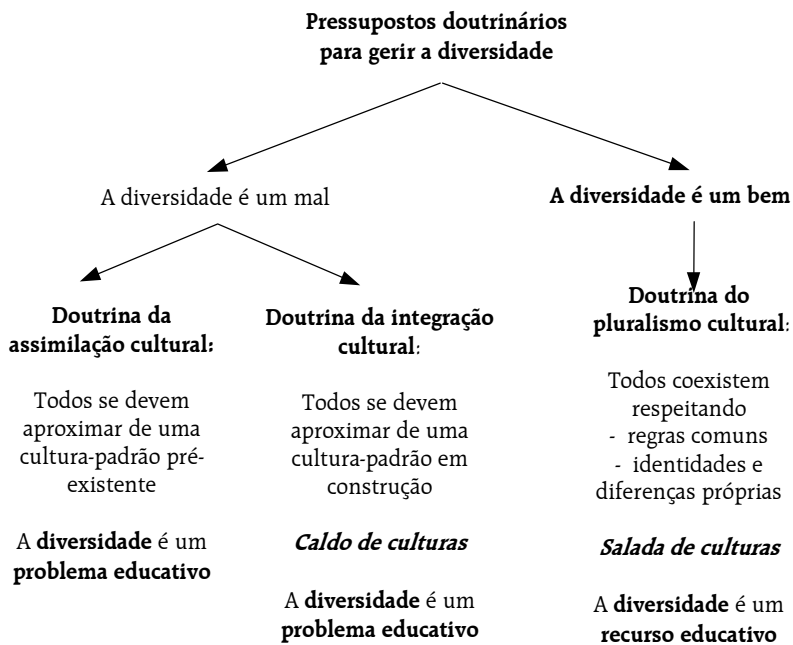 Pressupostos doutrinários
para gerir a diversidade
A diversidade é um mal
A diversidade é um bem
Doutrina da
assimilação cultural:
Todos se devem
aproximar de uma
cultura-padrão pré-
existente
A diversidade é um
problema educativo
Doutrina da integração
cultural:
Todos se devem
aproximar de uma
cultura-padrão em
construção
Caldo de culturas
A diversidade é um
problema educativo
Doutrina do
pluralismo cultural:
Todos coexistem
respeitando
- regras comuns
- identidades e
diferenças próprias
Salada de culturas
A diversidade é um
recurso educativo